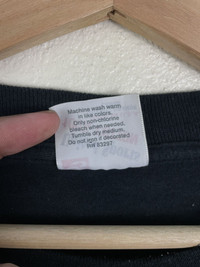 Machine wash warm
in like colors.
Only non-chlorine
bleach when needed.
Tumble dry medium.
Do not iron if decorated
RN# 93297